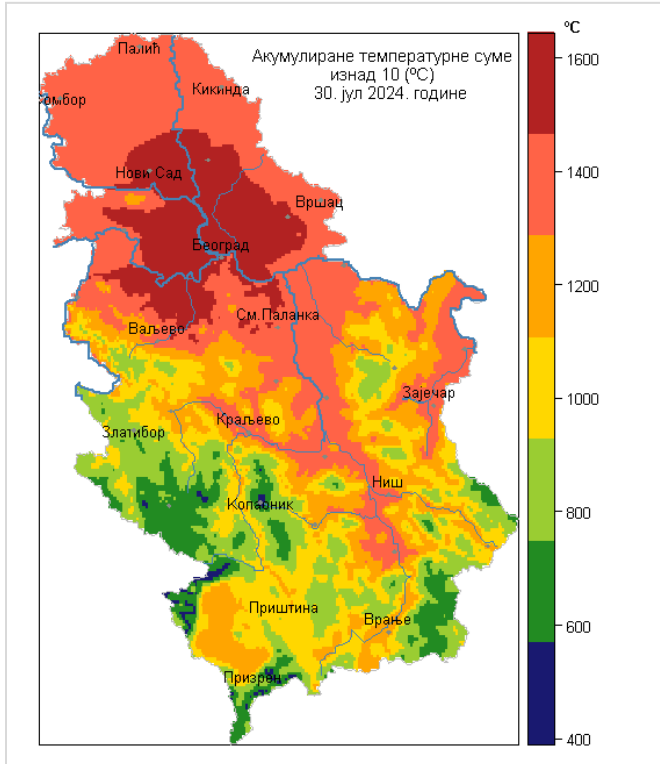 ºC
Акумулиране температурне суме
изнад 10 (ºC)
30. јул 2024. године
Палић
Кикинда
омбор
Нови Сад
Вршац
Београд
См.Паланка
Ваљево
Зајечар
Краљево
Златибор
Ниш
Копаоник
Приштина
Врање
Призрен
1600
1400
1200
1000
800
600
400